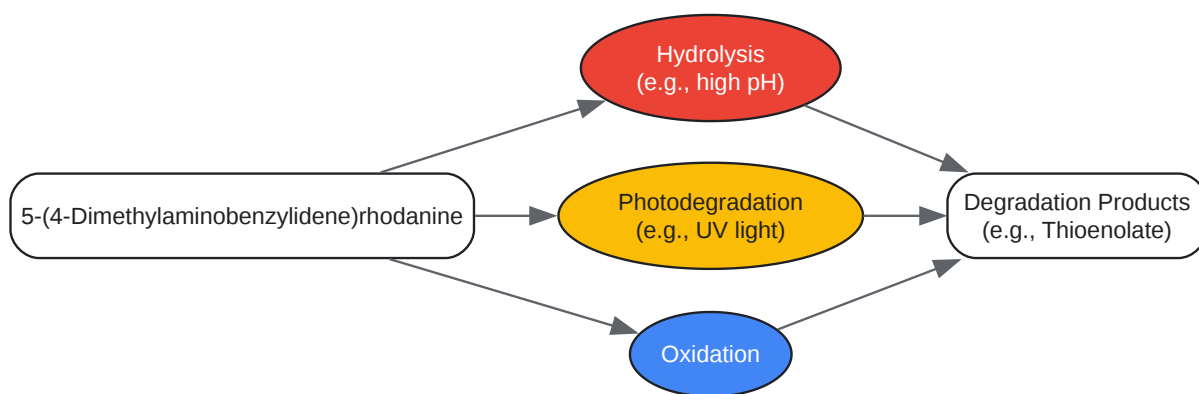 Hydrolysis
(e.g., high pH)
5-(4-Dimethylaminobenzylidene)rhodanine
Photodegradation
(e.g., UV light)
Degradation Products
(e.g., Thioenolate)
Oxidation